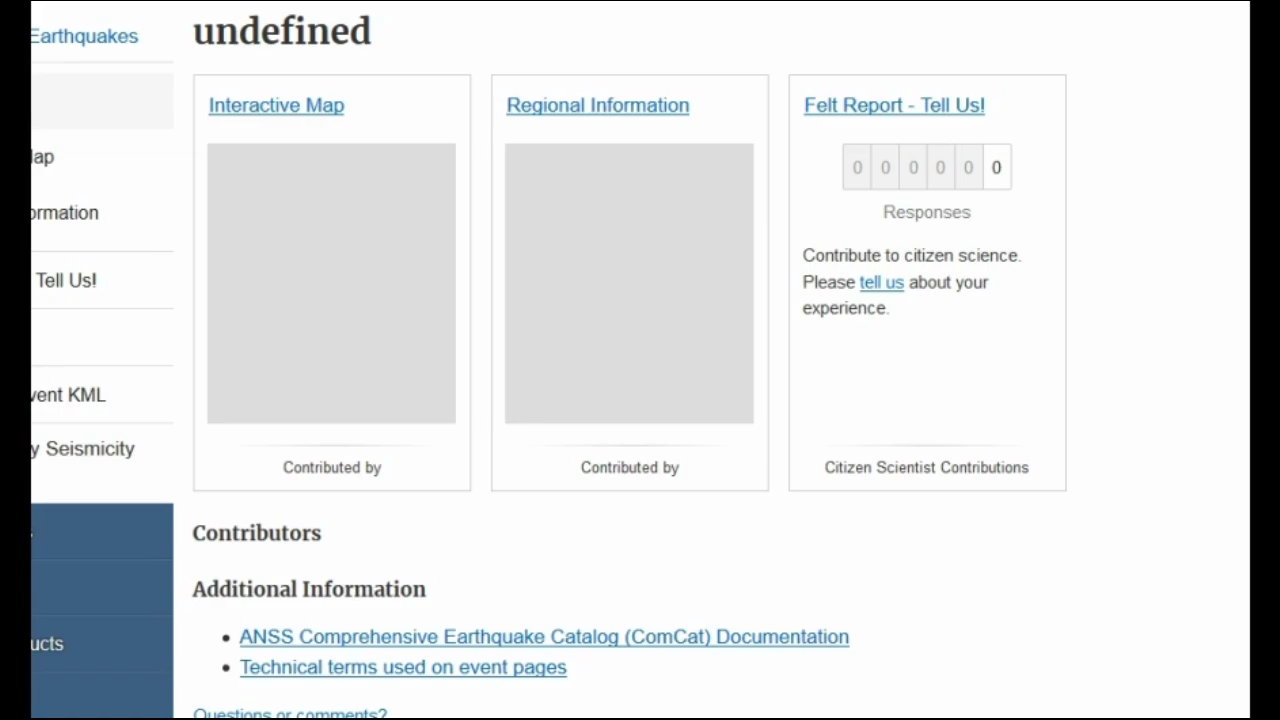 undefined
Earthquakes
Interactive Map
Regional Information
Felt Report - Tell Us!
0 0 0 0 0 0
Responses
Contribute to citizen science.
Please tell us about your
experience.
Contributed by
Contributed by
Citizen Scientist Contributions
ap
ormation
Tell Us!
vent KML
y Seismicity
ucts
Contributors
Additional Information
ANSS Comprehensive Earthquake Catalog (ComCat) Documentation
Technical terms used on event pages
Questions or comments?